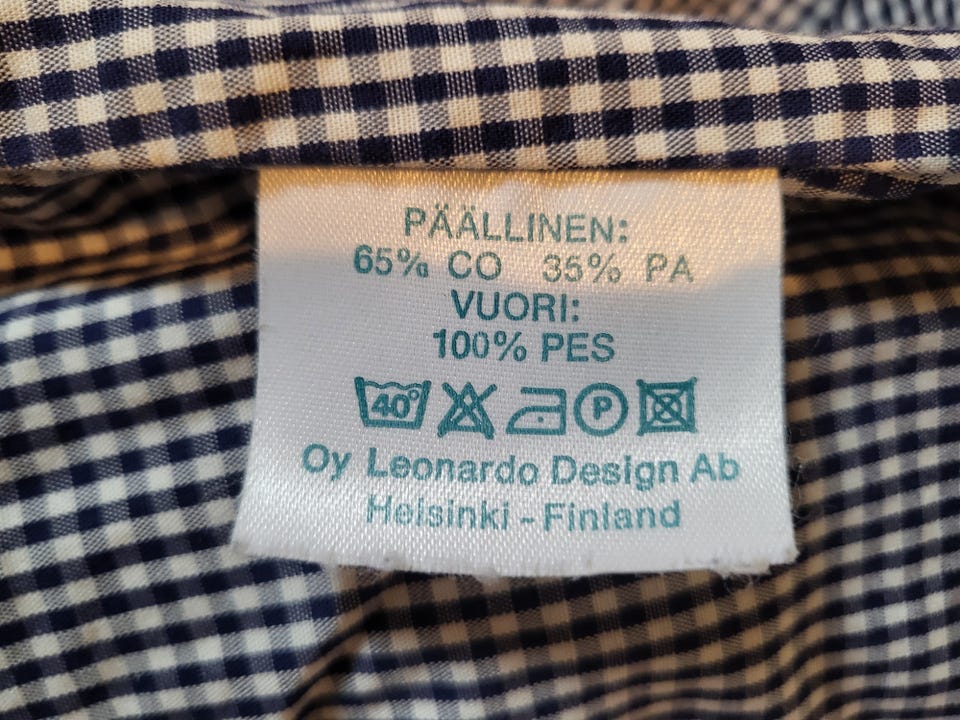 PÄÄLLINEN:
65% CO 35% PA
VUORI:
100% PES
40° P
Oy Leonardo Design Ab
Helsinki - Finland